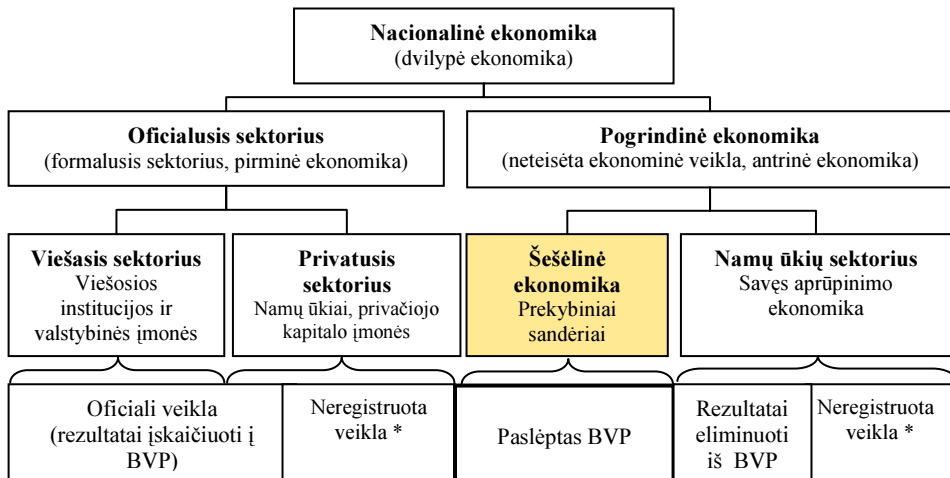 Nacionalinė ekonomika
(dvilypė ekonomika)
Oficialusis sektorius
(formalusis sektorius, pirminė ekonomika)
Pogrindinė ekonomika
(neteisėta ekonominė veikla, antrinė ekonomika)
Viešasis sektorius
Viešosios
institucijos ir
valstybinės įmonės
Privatusis
sektorius
Namų ūkiai, privačiojo
kapitalo įmonės
Šešėlinė
ekonomika
Prekybiniai
sandėriai
Namų ūkių sektorius
Savęs aprūpinimo
ekonomika
Oficiali veikla
(rezultatai įskaičiuoti į
BVP)
Neregistruota
veikla *
Paslėptas BVP
Rezultatai
eliminuoti
iš BVP
Neregistruota
veikla *